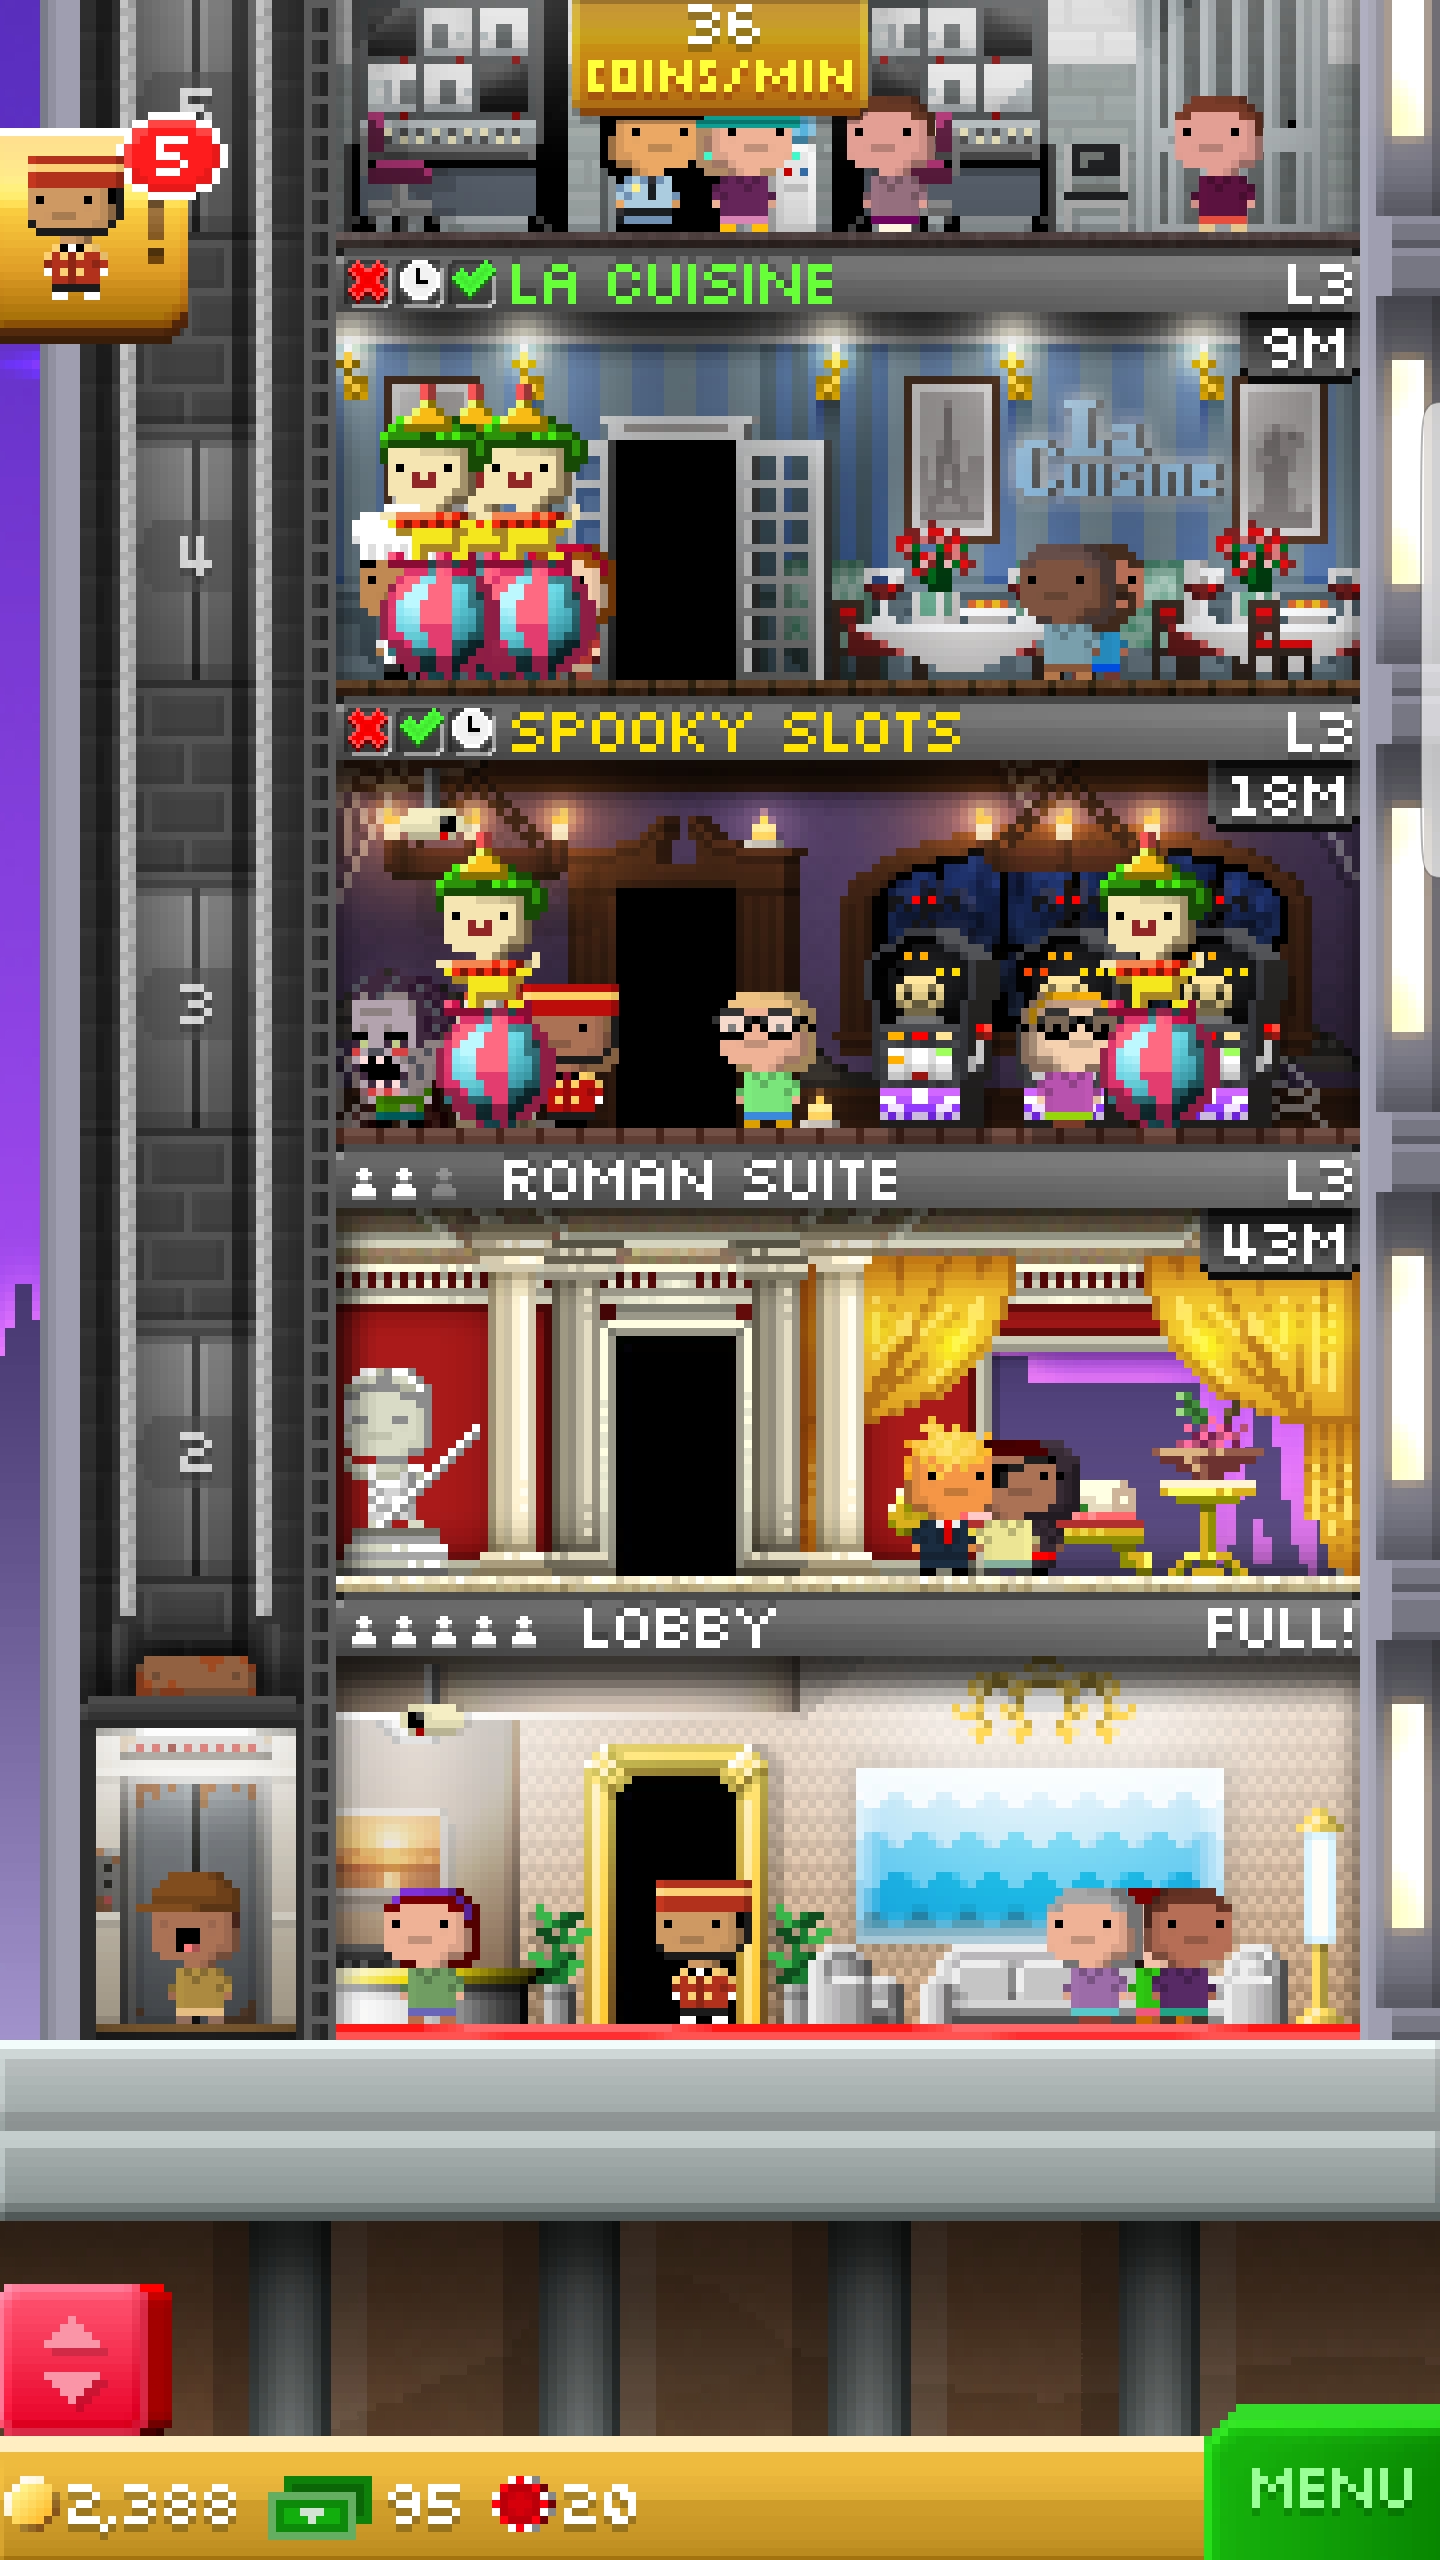 36
COINS/MIN
5
5
LA CUISINE L3
9M
La
Cuisine
4
SPOOKY SLOTS L3
18M
3
ROMAN SUITE L3
43M
2
LOBBY FULL!
2,388 95 20
MENU